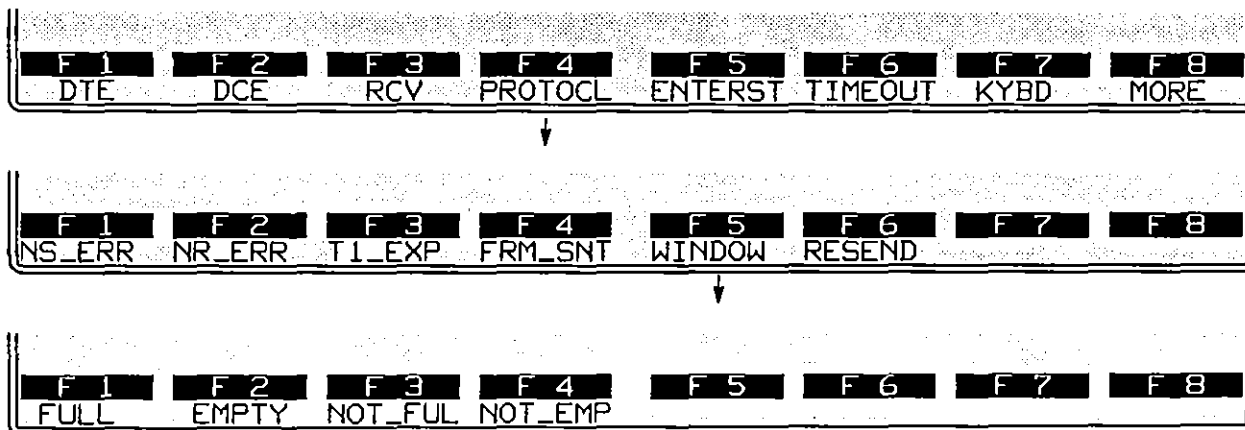 F 1 F 2 F 3 F 4 F 5 F 6 F 7 F 8
DTE DCE RCV PROTOCL ENTERST TIMEOUT KYBD MORE
F 1 F 2 F 3 F 4 F 5 F 6 F 7 F 8
NS_ERR NR_ERR T1_EXP FRM_SNT WINDOW RESEND
F 1 F 2 F 3 F 4 F 5 F 6 F 7 F 8
FULL EMPTY NOT_FUL NOT_EMP